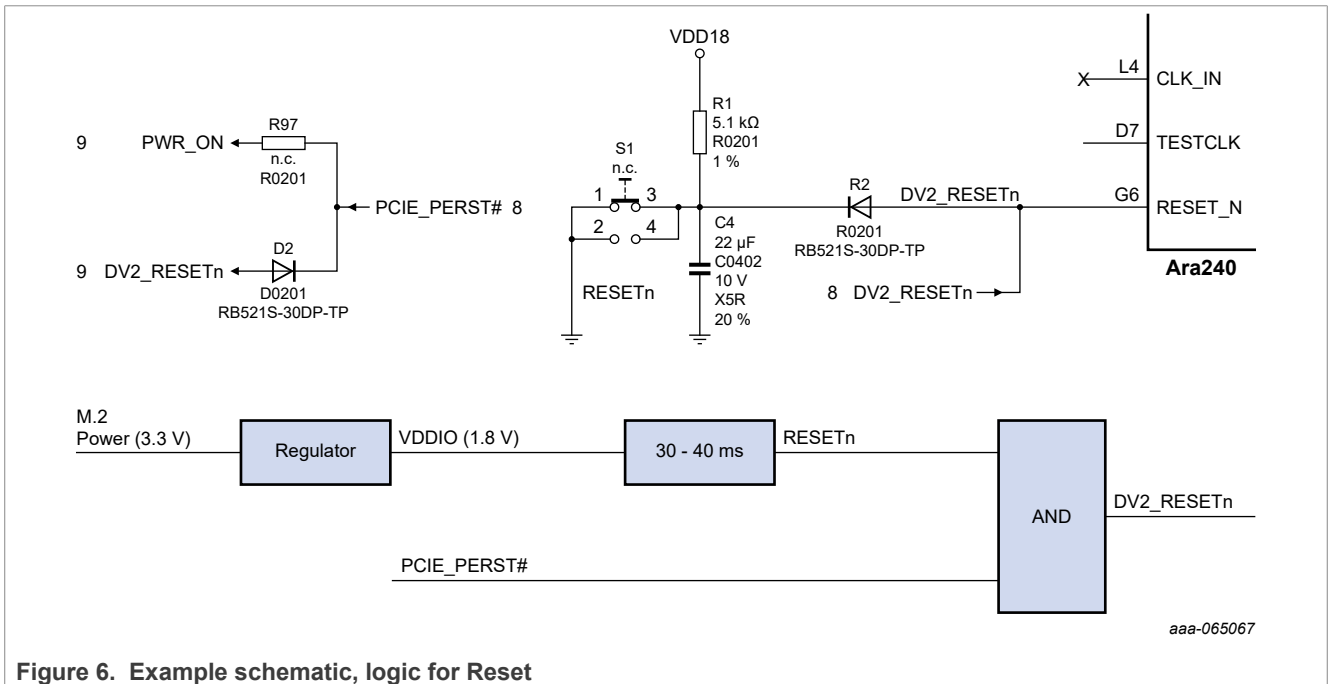 VDD18
L4
X
CLK_IN
R1
5.1 kΩ
R0201
1 %
R97
9
PWR_ON
n.c.
R0201
D7
TESTCLK
S1
n.c.
1
3
R2
DV2_RESETn
G6
RESET_N
PCIE_PERST# 8
2
4
C4
22 µF
C0402
10 V
X5R
20 %
R0201
RB521S-30DP-TP
Ara240
D2
9
DV2_RESETn
D0201
RB521S-30DP-TP
RESETn
8
DV2_RESETn
M.2
Power (3.3 V)
Regulator
VDDIO (1.8 V)
30 - 40 ms
RESETn
AND
DV2_RESETn
PCIE_PERST#
aaa-065067
Figure 6. Example schematic, logic for Reset